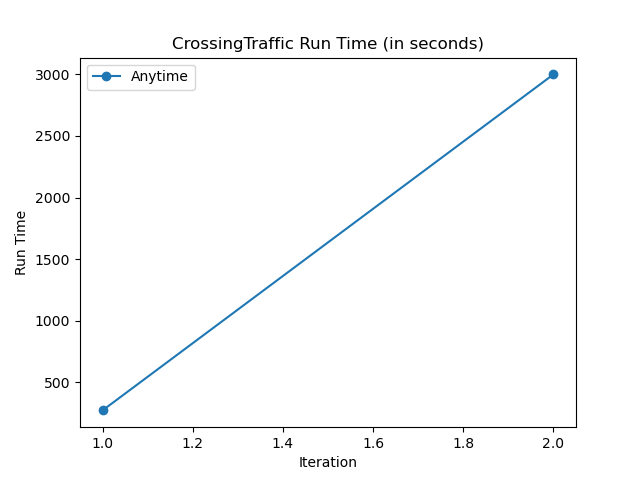 CrossingTraffic Run Time (in seconds)
Anytime
3000
2500
2000
1500
1000
500
Run Time
1.0 1.2 1.4 1.6 1.8 2.0
Iteration